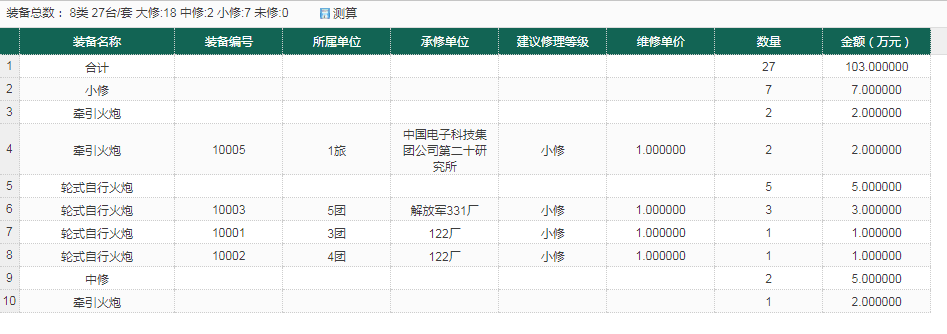 装备总数： 8类 27台/套 大修:18 中修:2 小修:7 未修:0 测算
装备名称 装备编号 所属单位 承修单位 建议修理等级 维修单价 数量 金额（万元）
1 合计 27 103.000000
2 小修 7 7.000000
3 牵引火炮 2 2.000000
4 牵引火炮 10005 1旅 中国电子科技集
团公司第二十研
究所 小修 1.000000 2 2.000000
5 轮式自行火炮 5 5.000000
6 轮式自行火炮 10003 5团 解放军331厂 小修 1.000000 3 3.000000
7 轮式自行火炮 10001 3团 122厂 小修 1.000000 1 1.000000
8 轮式自行火炮 10002 4团 122厂 小修 1.000000 1 1.000000
9 中修 2 5.000000
10 牵引火炮 1 2.000000